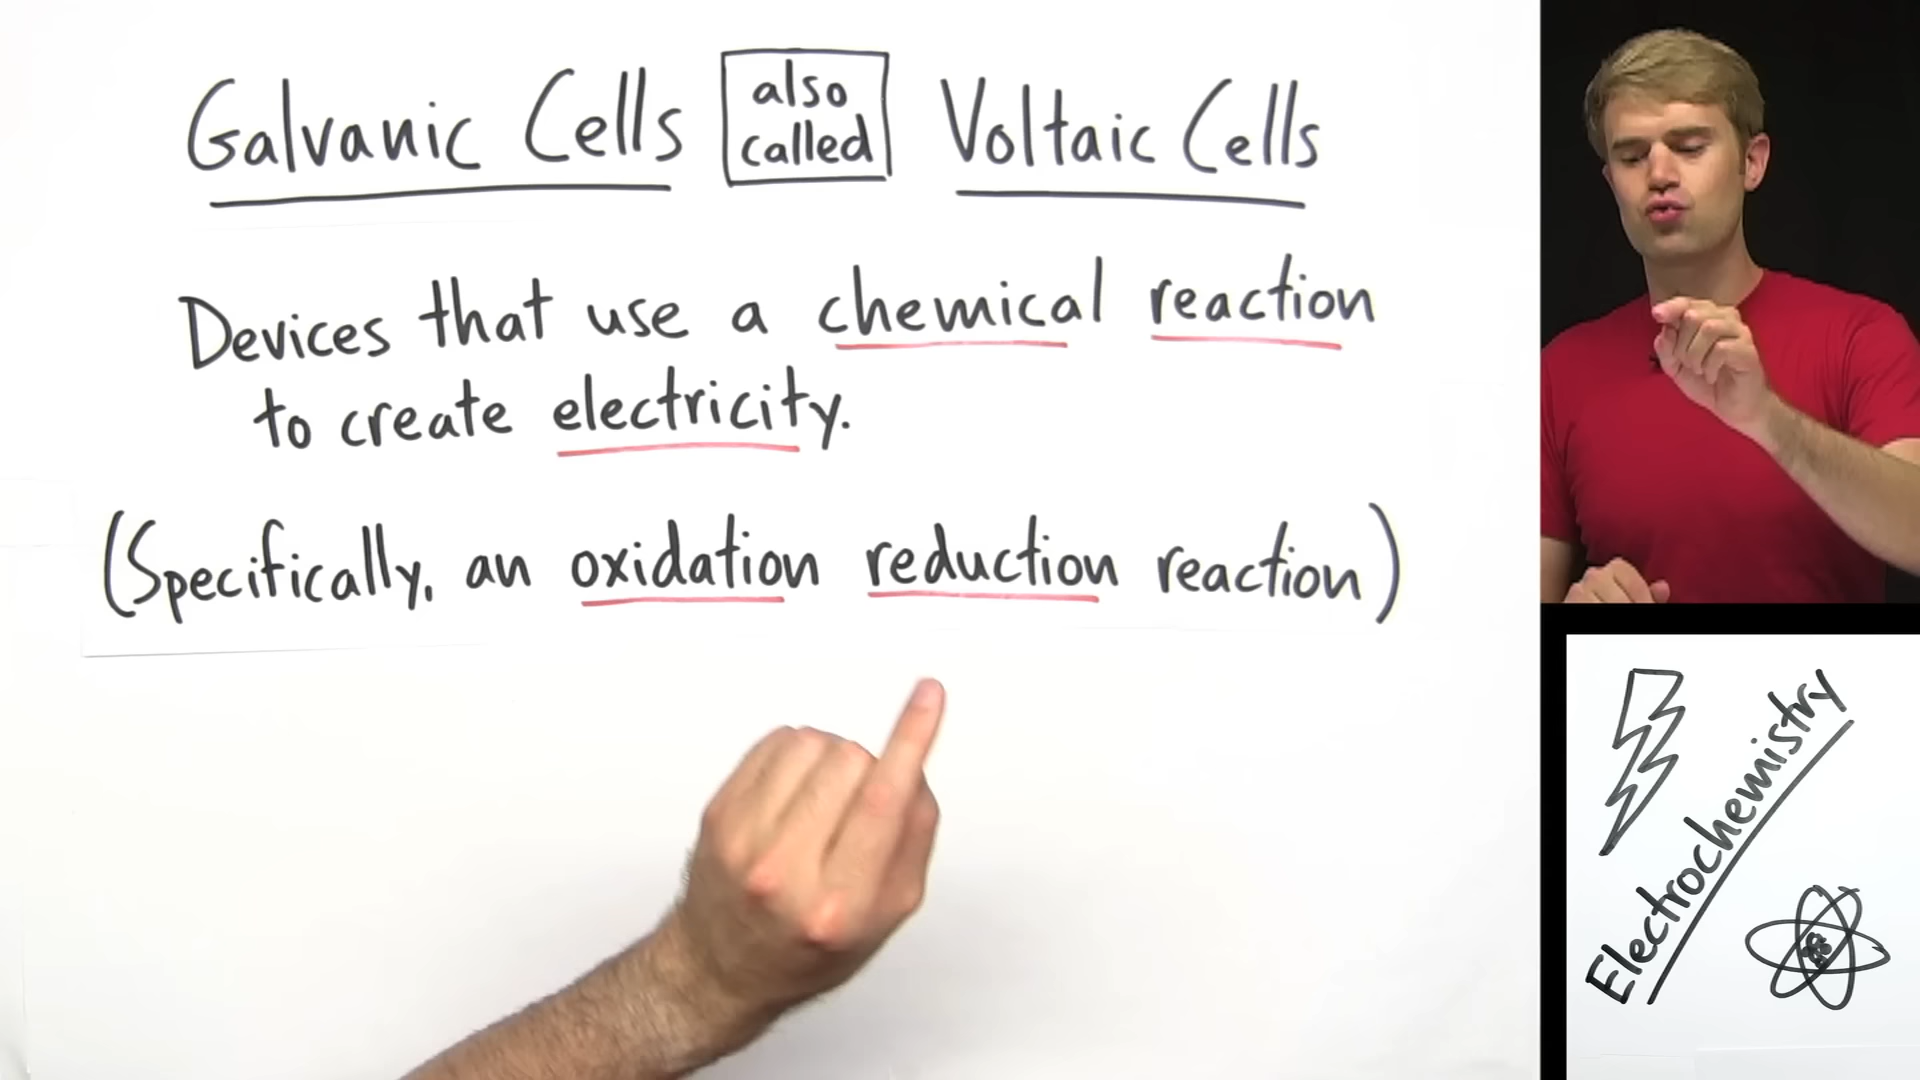 Galvanic Cells also called Voltaic Cells
Devices that use a chemical reaction
to create electricity.
(Specifically, an oxidation reduction reaction)
Electrochemistry